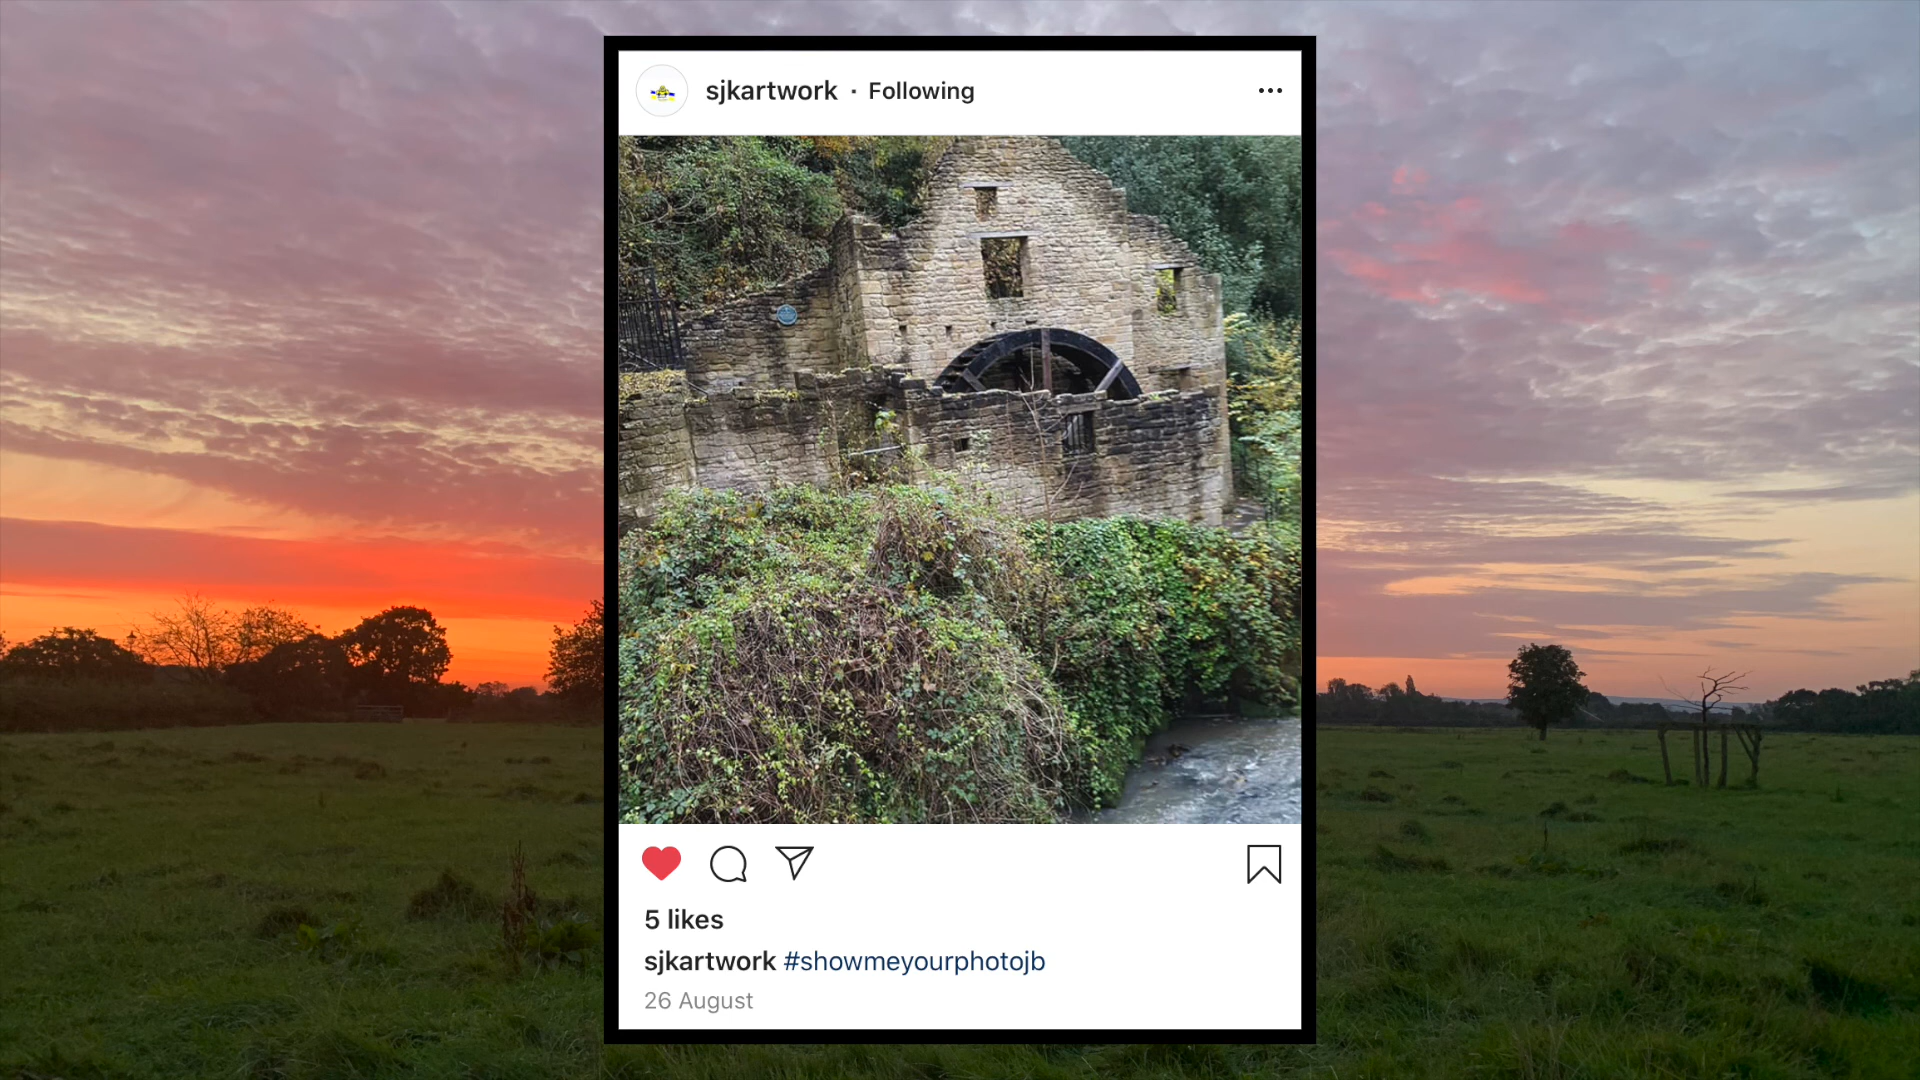 sjkartwork · Following
5 likes
sjkartwork #showmeyourphotojb
26 August